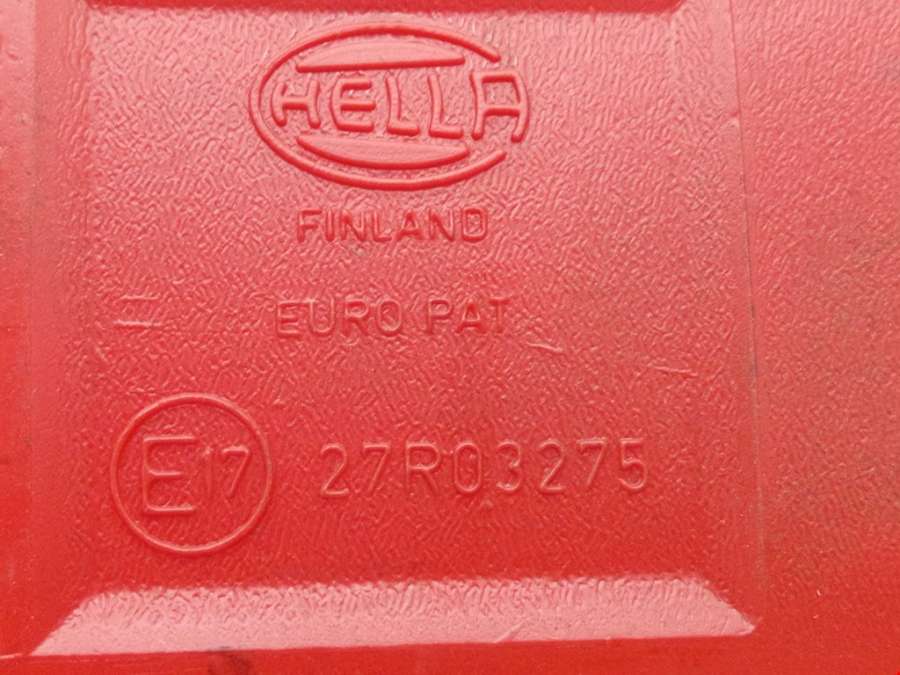 HELLA
FINLAND
EURO PAT
E17 27R03275